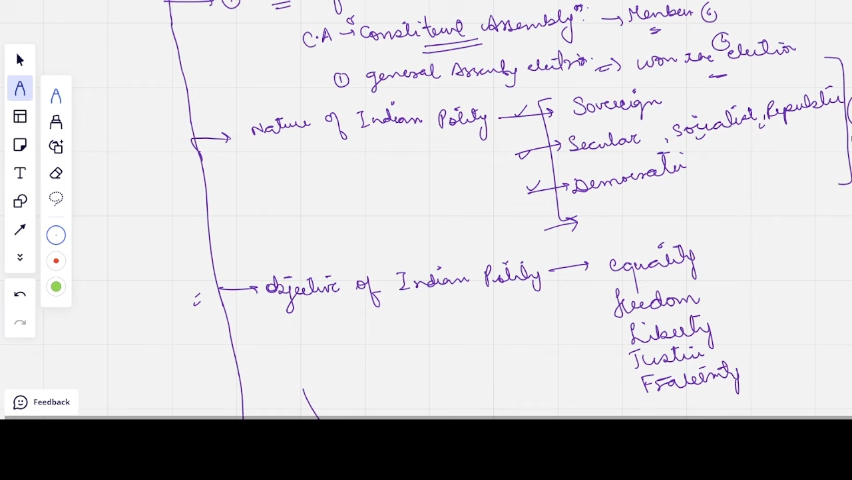 C.A → Constituent Assembly → Member
① general Assembly election ⇒ won the election
Nature of Indian Polity → Sovereign
Secular, Socialist, Republic
Democratic
Objective of Indian Polity → equality
freedom
Liberty
Justice
Fraternity
Feedback